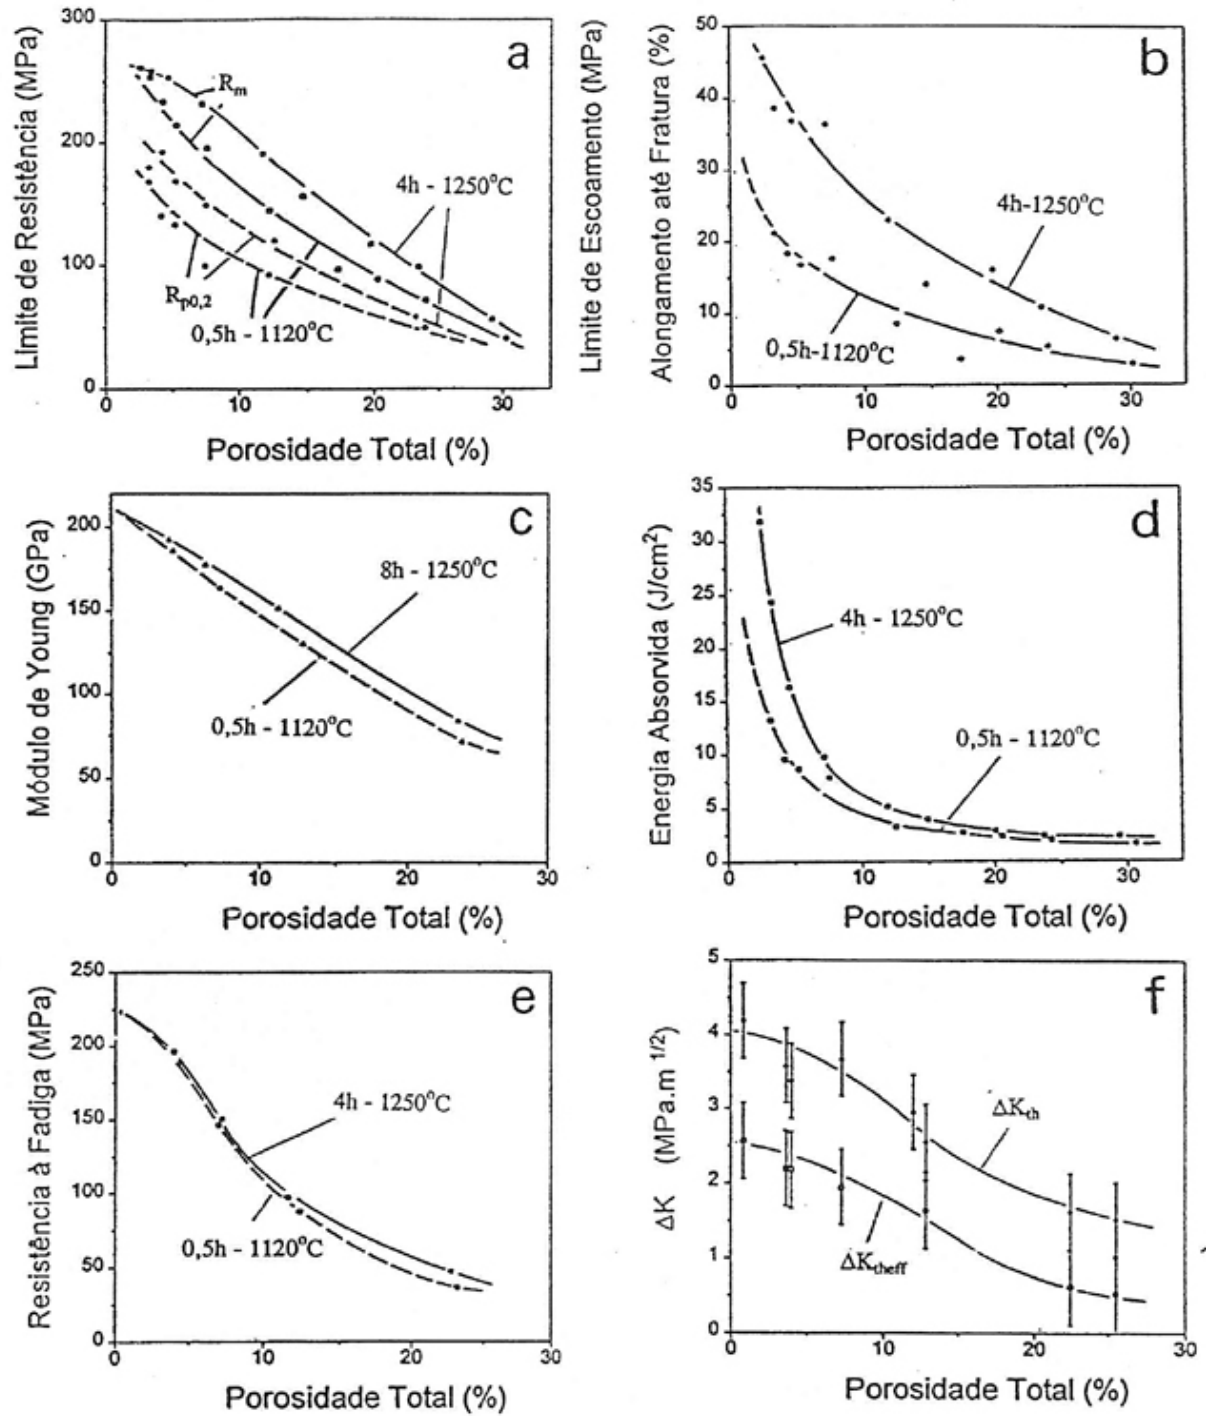 Limite de Resistência (MPa)
300
200
100
0
10
20
30
a
R_m
4h - 1250°C
R_p0,2
0,5h - 1120°C
Porosidade Total (%)
Limite de Escoamento (MPa)
Alongamento até Fratura (%)
50
40
30
20
10
0
0
10
20
30
b
4h-1250°C
0,5h-1120°C
Porosidade Total (%)
Módulo de Young (GPa)
200
150
100
50
0
0
10
20
30
c
8h - 1250°C
0,5h - 1120°C
Porosidade Total (%)
Energia Absorvida (J/cm²)
35
30
25
20
15
10
5
0
0
10
20
30
d
4h - 1250°C
0,5h - 1120°C
Porosidade Total (%)
Resistência à Fadiga (MPa)
250
200
150
100
50
0
0
10
20
30
e
4h - 1250°C
0,5h - 1120°C
Porosidade Total (%)
ΔK (MPa.m 1/2)
5
4
3
2
1
0
0
10
20
30
f
ΔK_th
ΔK_theff
Porosidade Total (%)